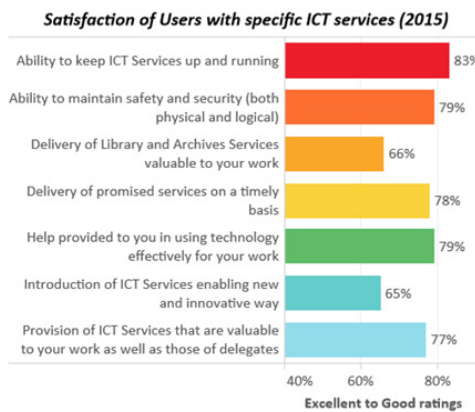 Satisfaction of Users with specific ICT services (2015)
Ability to keep ICT Services up and running
83%
Ability to maintain safety and security (both
physical and logical)
79%
Delivery of Library and Archives Services
valuable to your work
66%
Delivery of promised services on a timely
basis
78%
Help provided to you in using technology
effectively for your work
79%
Introduction of ICT Services enabling new
and innovative way
65%
Provision of ICT Services that are valuable
to your work as well as those of delegates
77%
40% 60% 80%
Excellent to Good ratings